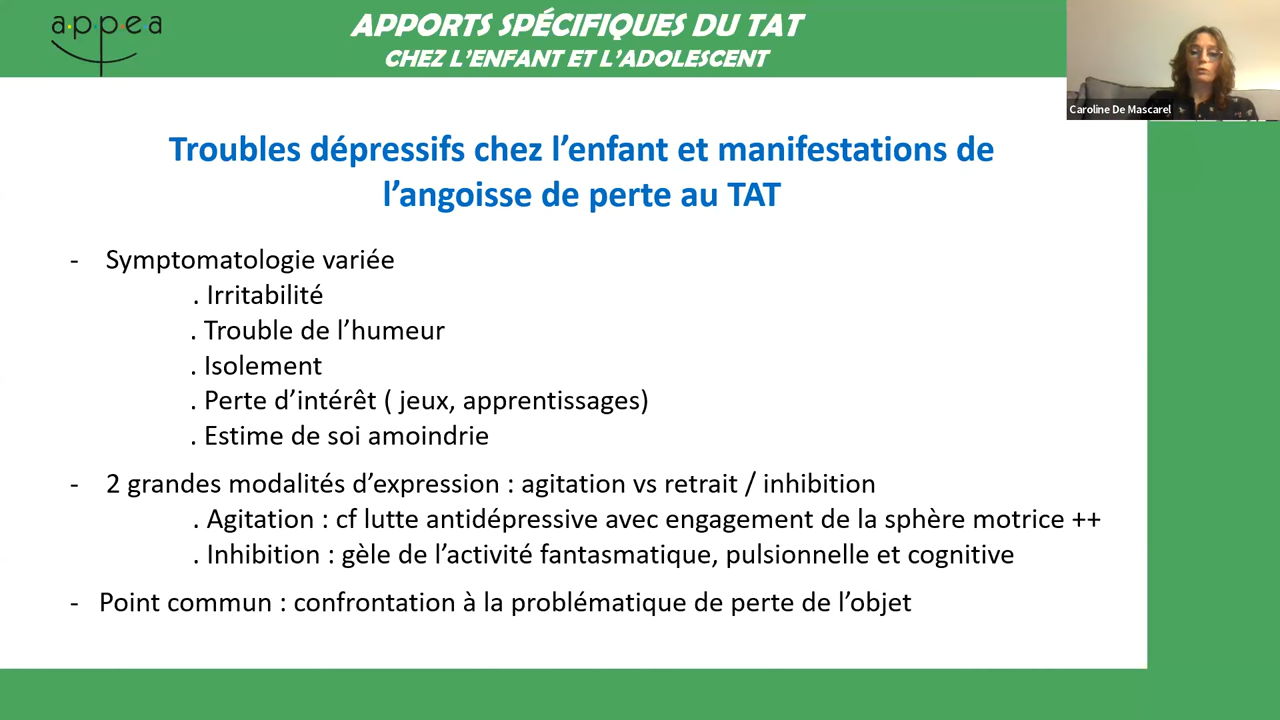 appea
APPORTS SPÉCIFIQUES DU TAT
CHEZ L’ENFANT ET L’ADOLESCENT
Caroline De Mascarel
Troubles dépressifs chez l’enfant et manifestations de
l’angoisse de perte au TAT
- Symptomatologie variée
. Irritabilité
. Trouble de l’humeur
. Isolement
. Perte d’intérêt ( jeux, apprentissages)
. Estime de soi amoindrie
- 2 grandes modalités d’expression : agitation vs retrait / inhibition
. Agitation : cf lutte antidépressive avec engagement de la sphère motrice ++
. Inhibition : gèle de l’activité fantasmatique, pulsionnelle et cognitive
- Point commun : confrontation à la problématique de perte de l’objet